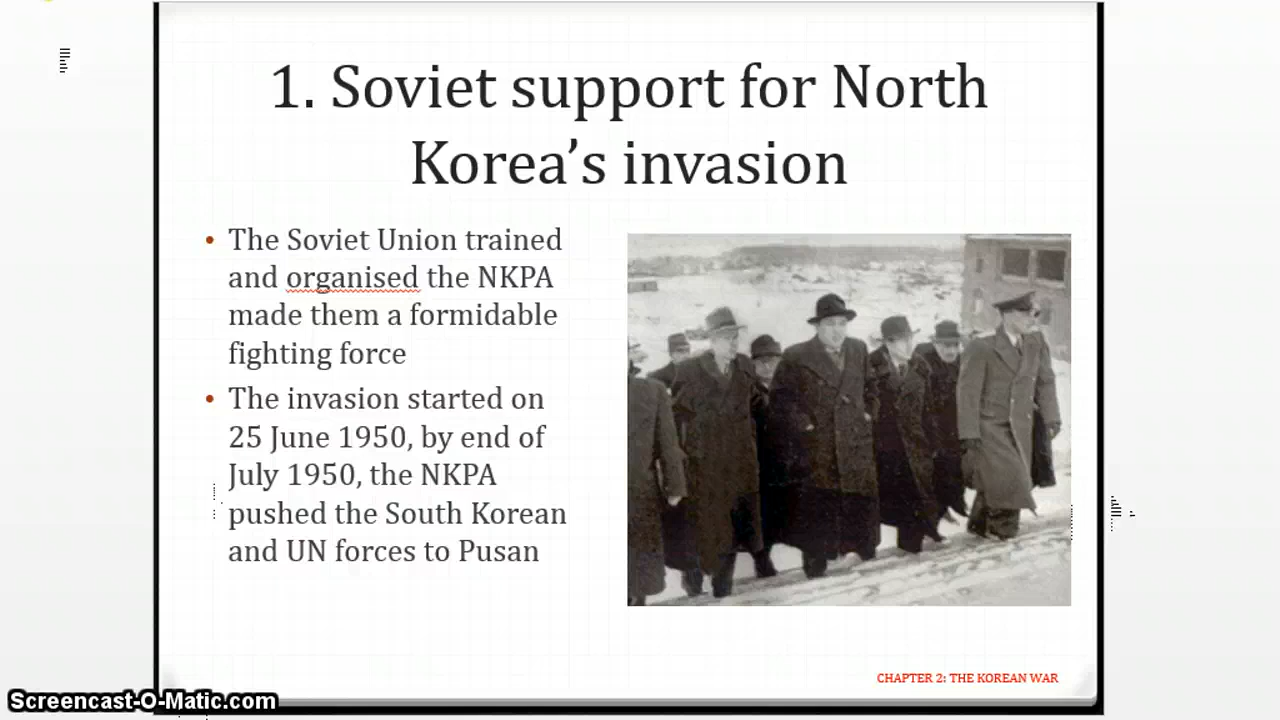 1. Soviet support for North
Korea’s invasion
• The Soviet Union trained
and organised the NKPA
made them a formidable
fighting force
• The invasion started on
25 June 1950, by end of
July 1950, the NKPA
pushed the South Korean
and UN forces to Pusan
CHAPTER 2: THE KOREAN WAR
Screencast-O-Matic.com